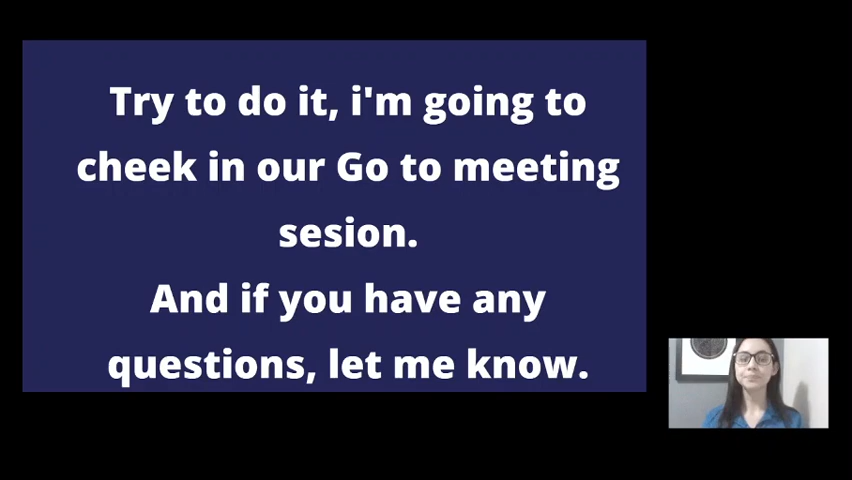 Try to do it, i'm going to
cheek in our Go to meeting
sesion.
And if you have any
questions, let me know.